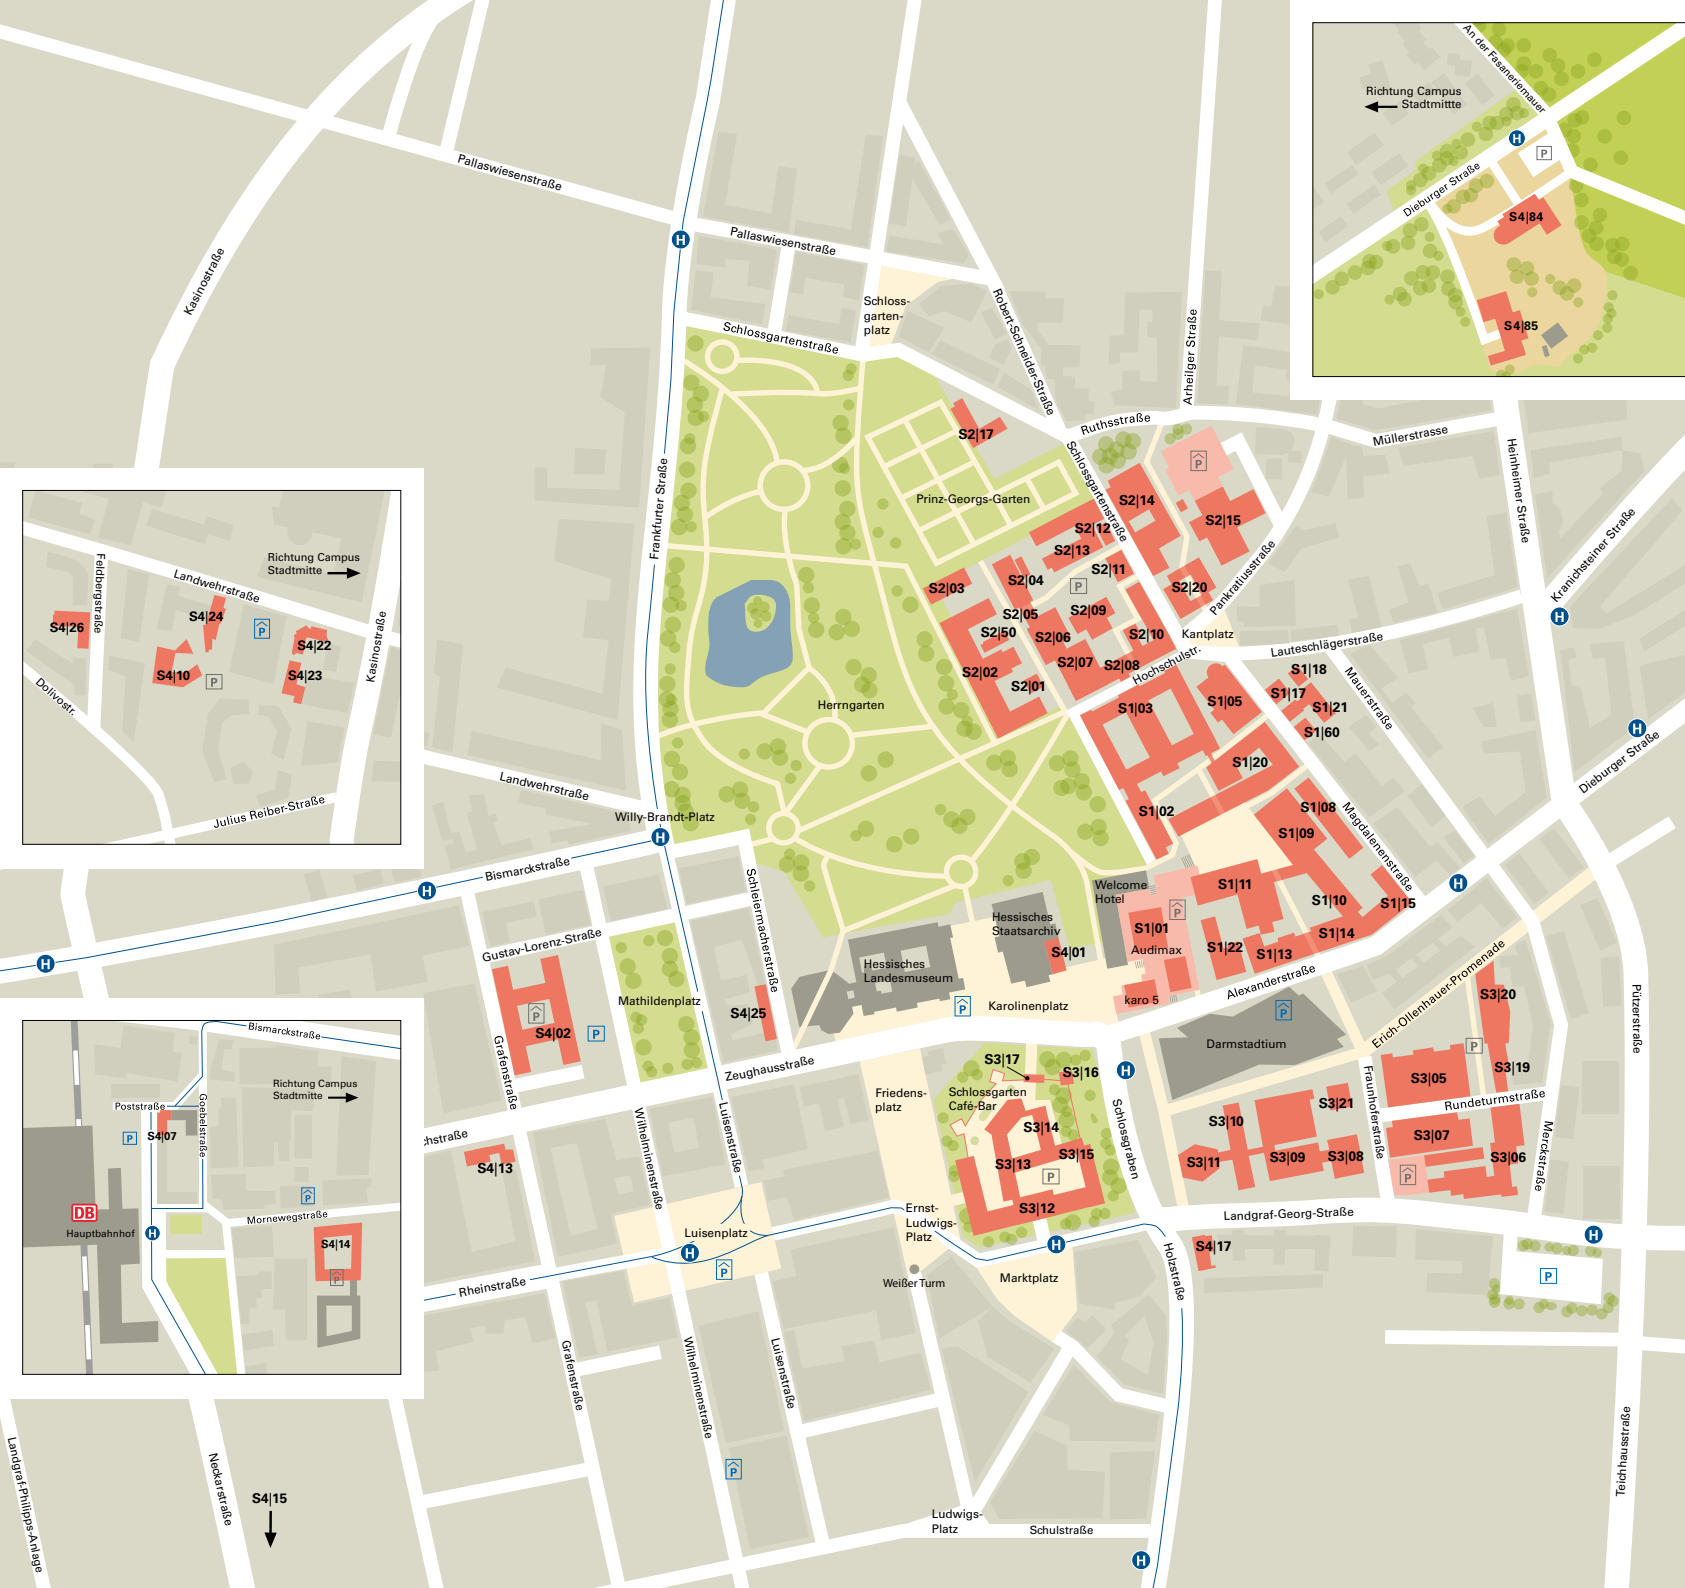 Pallaswiesenstraße
Pallaswiesenstraße
Kasinostraße
H
Schloss-
garten-
platz
Schlossgartenstraße
Robert-Schneider-Straße
Arheilger Straße
Ruthsstraße
Müllerstrasse
Heinheimer Straße
Kranichsteiner Straße
An der Fasaneriemauer
Richtung Campus
Stadtmittte
H
P
Dieburger Straße
S4|84
S4|85
S2|17
Schlossgartenstraße
P
Prinz-Georgs-Garten
S2|14
S2|15
S2|12
S2|13
S2|11
S2|04
P
S2|03
S2|20
Pankratiusstraße
S2|05
S2|09
S2|50
S2|06
S2|10
Kantplatz
S2|07
S2|08
S2|02
S2|01
Hochschulstr.
Lauteschlägerstraße
H
Frankfurter Straße
Herrngarten
S1|03
S1|05
S1|18
S1|17
S1|21
S1|60
Mauerstraße
H
Dieburger Straße
S1|20
S1|02
S1|08
S1|09
Magdalenenstraße
Richtung Campus
Stadtmitte
Landwehrstraße
Feldbergstraße
S4|26
S4|24
P
S4|22
S4|10
P
S4|23
Kasinostraße
Dolivostr.
Julius Reiber-Straße
Landwehrstraße
Willy-Brandt-Platz
H
Bismarckstraße
H
H
Schleiermacherstraße
Gustav-Lorenz-Straße
Welcome
Hotel
P
S1|11
S1|10
S1|15
H
S1|01
Audimax
S1|22
S1|13
S1|14
Hessisches
Staatsarchiv
S4|01
Hessisches
Landesmuseum
Mathildenplatz
P
S4|02
P
S4|25
P
Karolinenplatz
karo 5
Alexanderstraße
P
Darmstadtium
Erich-Ollenhauer-Promenade
S3|20
P
Pützerstraße
Grafenstraße
Zeughausstraße
S3|17
S3|16
H
Schlossgarten
Café-Bar
Friedens-
platz
S3|14
S3|15
S3|13
P
S3|12
Schlossgraben
S3|05
S3|19
Rundeturmstraße
S3|21
S3|10
S3|07
S3|11
S3|09
S3|08
S3|06
P
Fraunhoferstraße
Merckstraße
Bismarckstraße
Richtung Campus
Stadtmitte
Poststraße
Goebelstraße
P
S4|07
P
DB
Hauptbahnhof
H
Mornewegstraße
S4|14
P
chstraße
S4|13
Wilhelminenstraße
Luisenstraße
Luisenplatz
H
P
Rheinstraße
Ernst-
Ludwigs-
Platz
H
Weißer Turm
Marktplatz
Landgraf-Georg-Straße
S4|17
Holzstraße
H
P
Grafenstraße
Wilhelminenstraße
Luisenstraße
P
Landgraf-Philipps-Anlage
Neckarstraße
S4|15
Ludwigs-
Platz
Schulstraße
H
Teichhausstraße